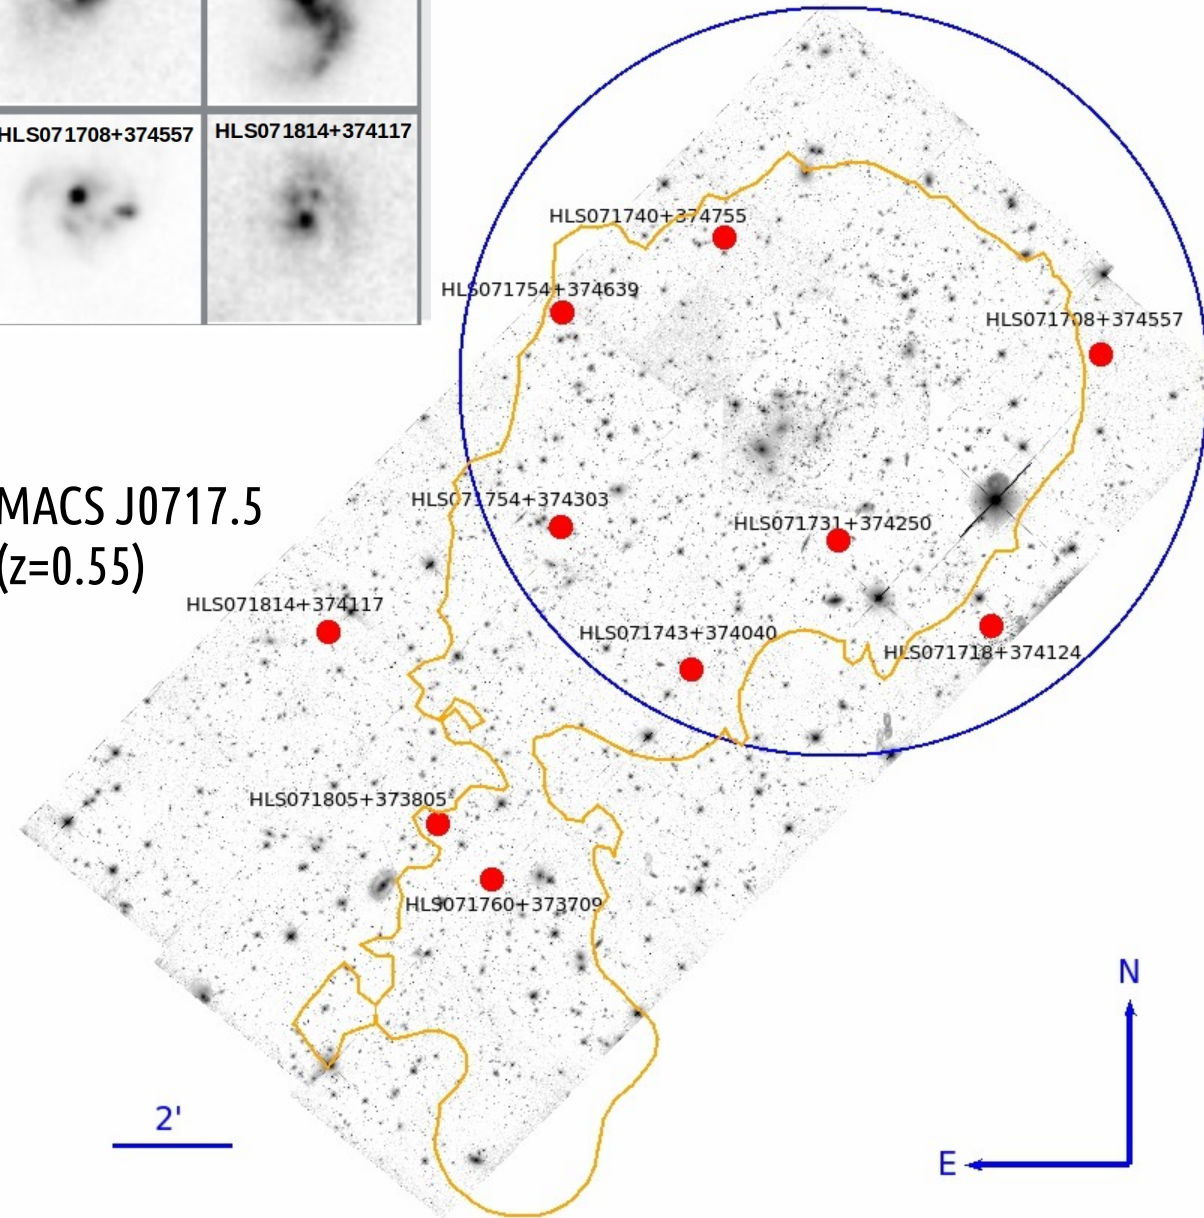 HLS071708+374557
HLS071814+374117
HLS071740+374755
HLS071754+374639
HLS071708+374557
MACS J0717.5
(z=0.55)
HLS071754+374303
HLS071731+374250
HLS071814+374117
HLS071743+374040
HLS071718+374124
HLS071805+373805
HLS071760+373709
N
2'
E